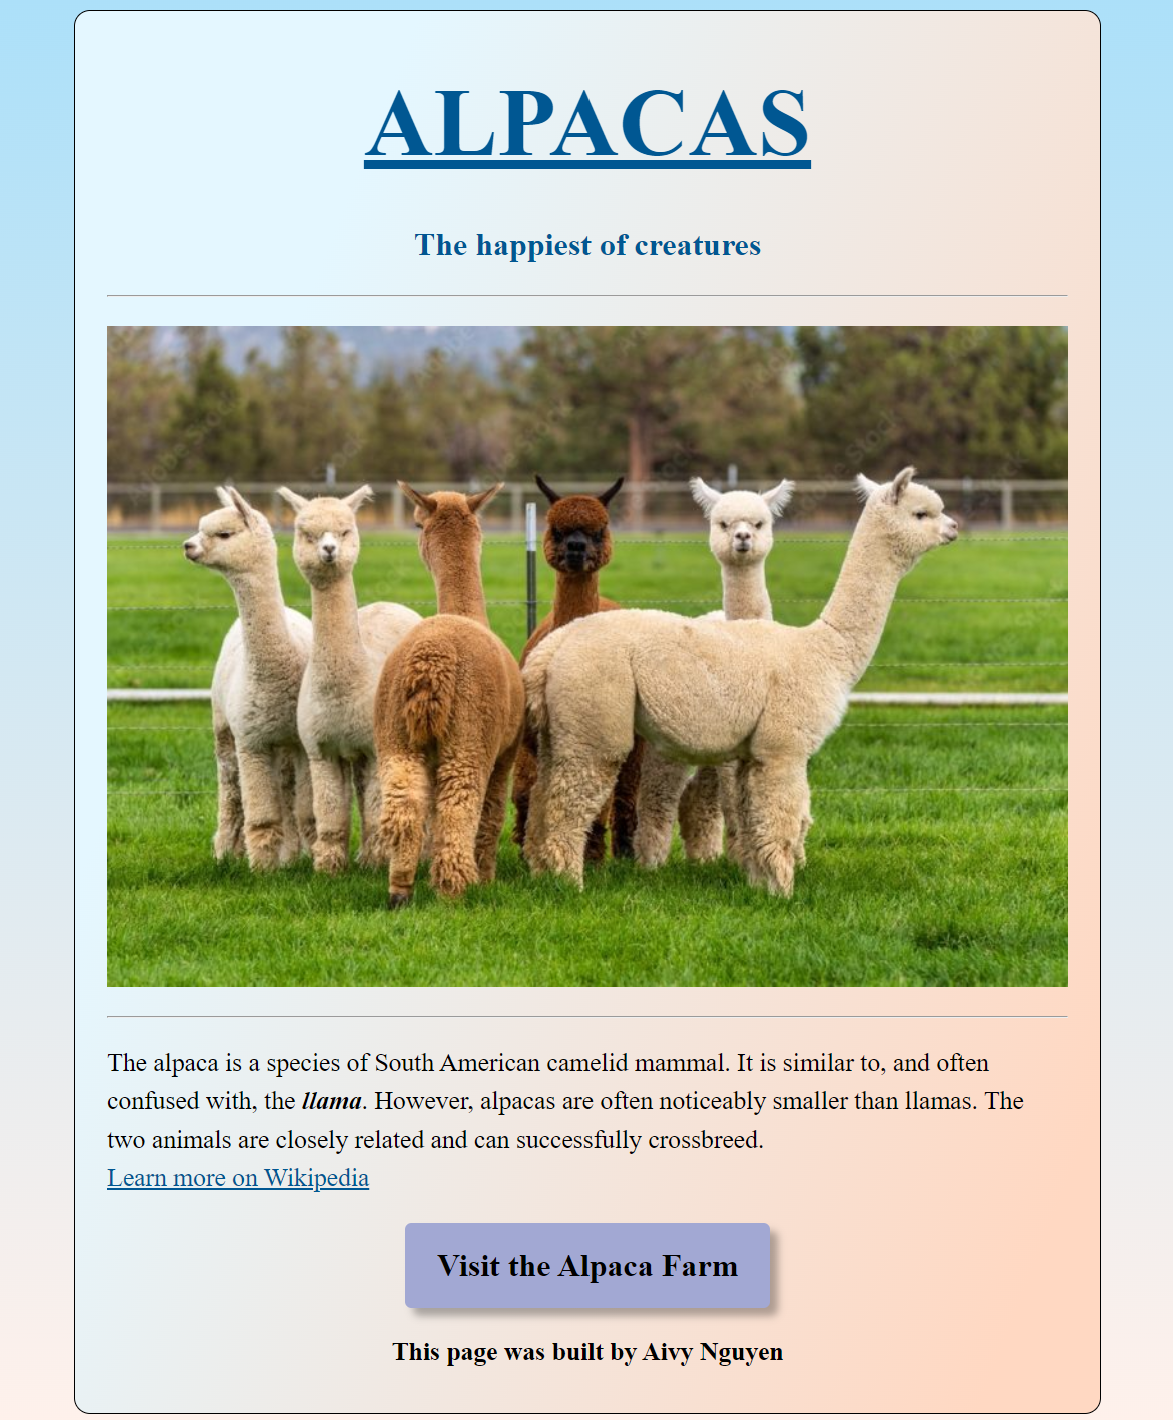 ALPACAS
The happiest of creatures
The alpaca is a species of South American camelid mammal. It is similar to, and often
confused with, the llama. However, alpacas are often noticeably smaller than llamas. The
two animals are closely related and can successfully crossbreed.
Learn more on Wikipedia
Visit the Alpaca Farm
This page was built by Aivy Nguyen